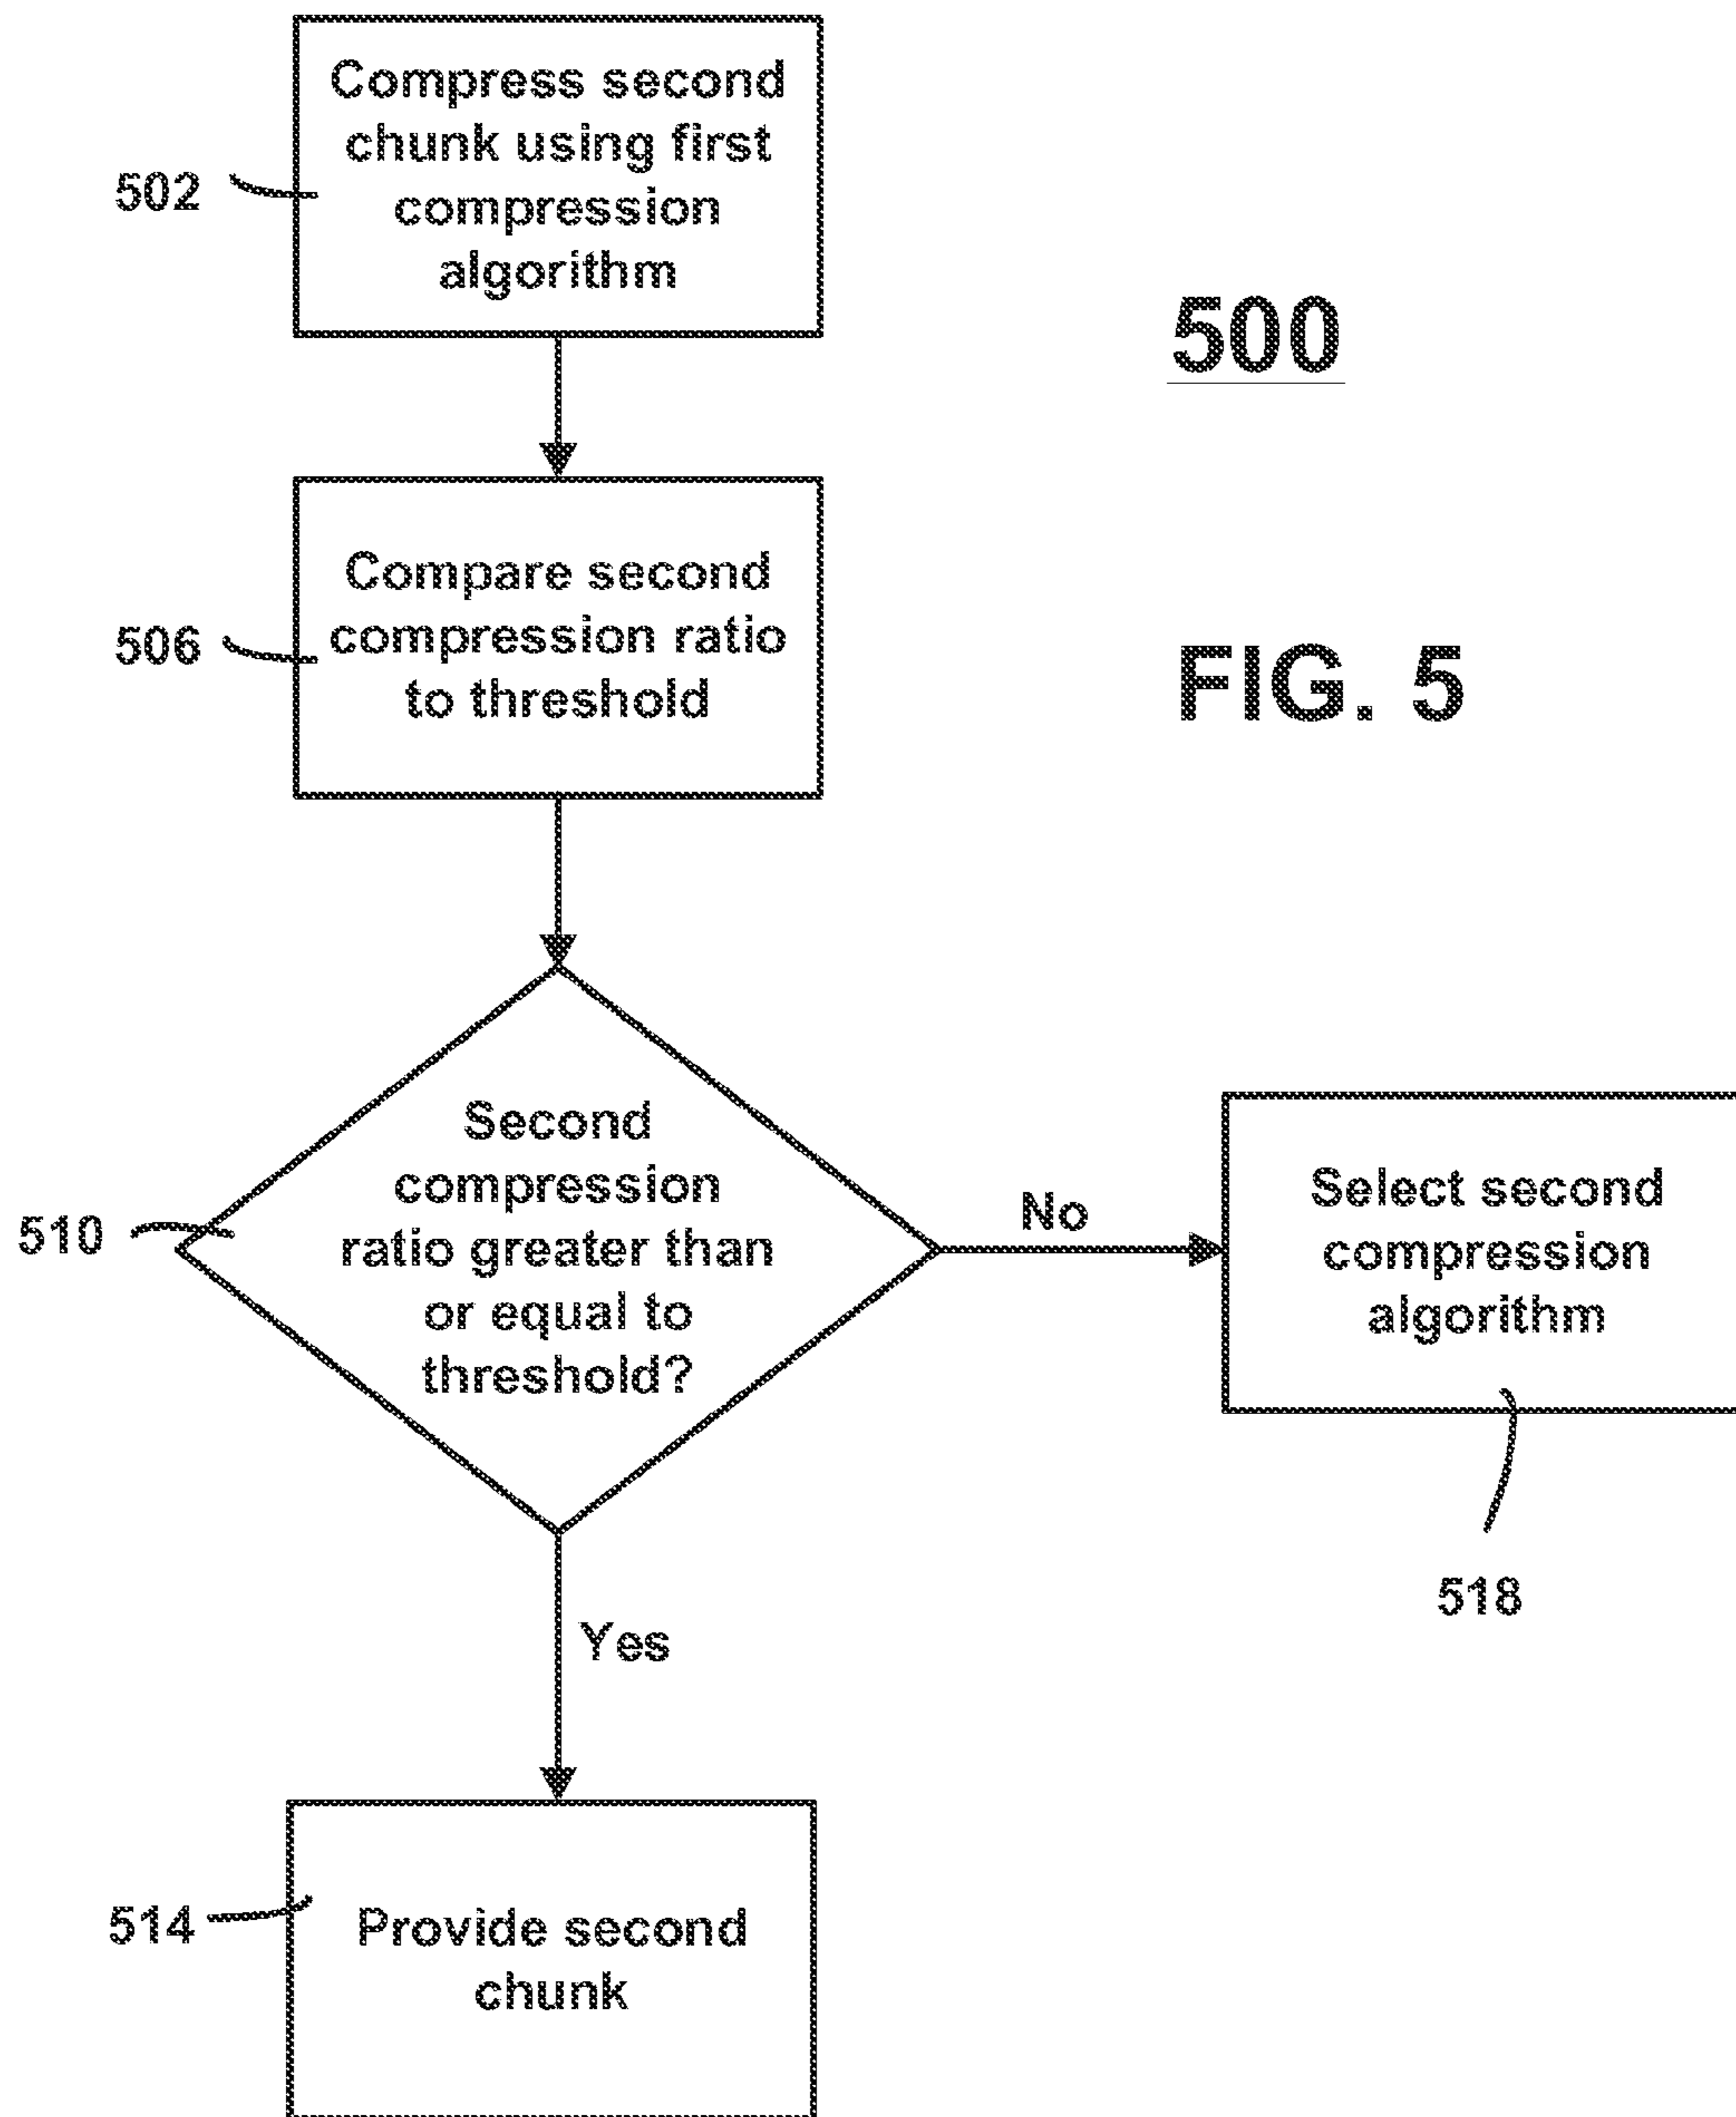 Compress second
chunk using first
compression
algorithm
502
500
Compare second
compression ratio
to threshold
506
FIG. 5
Second
compression
ratio greater than
or equal to
threshold?
510
No
Select second
compression
algorithm
518
Yes
514
Provide second
chunk